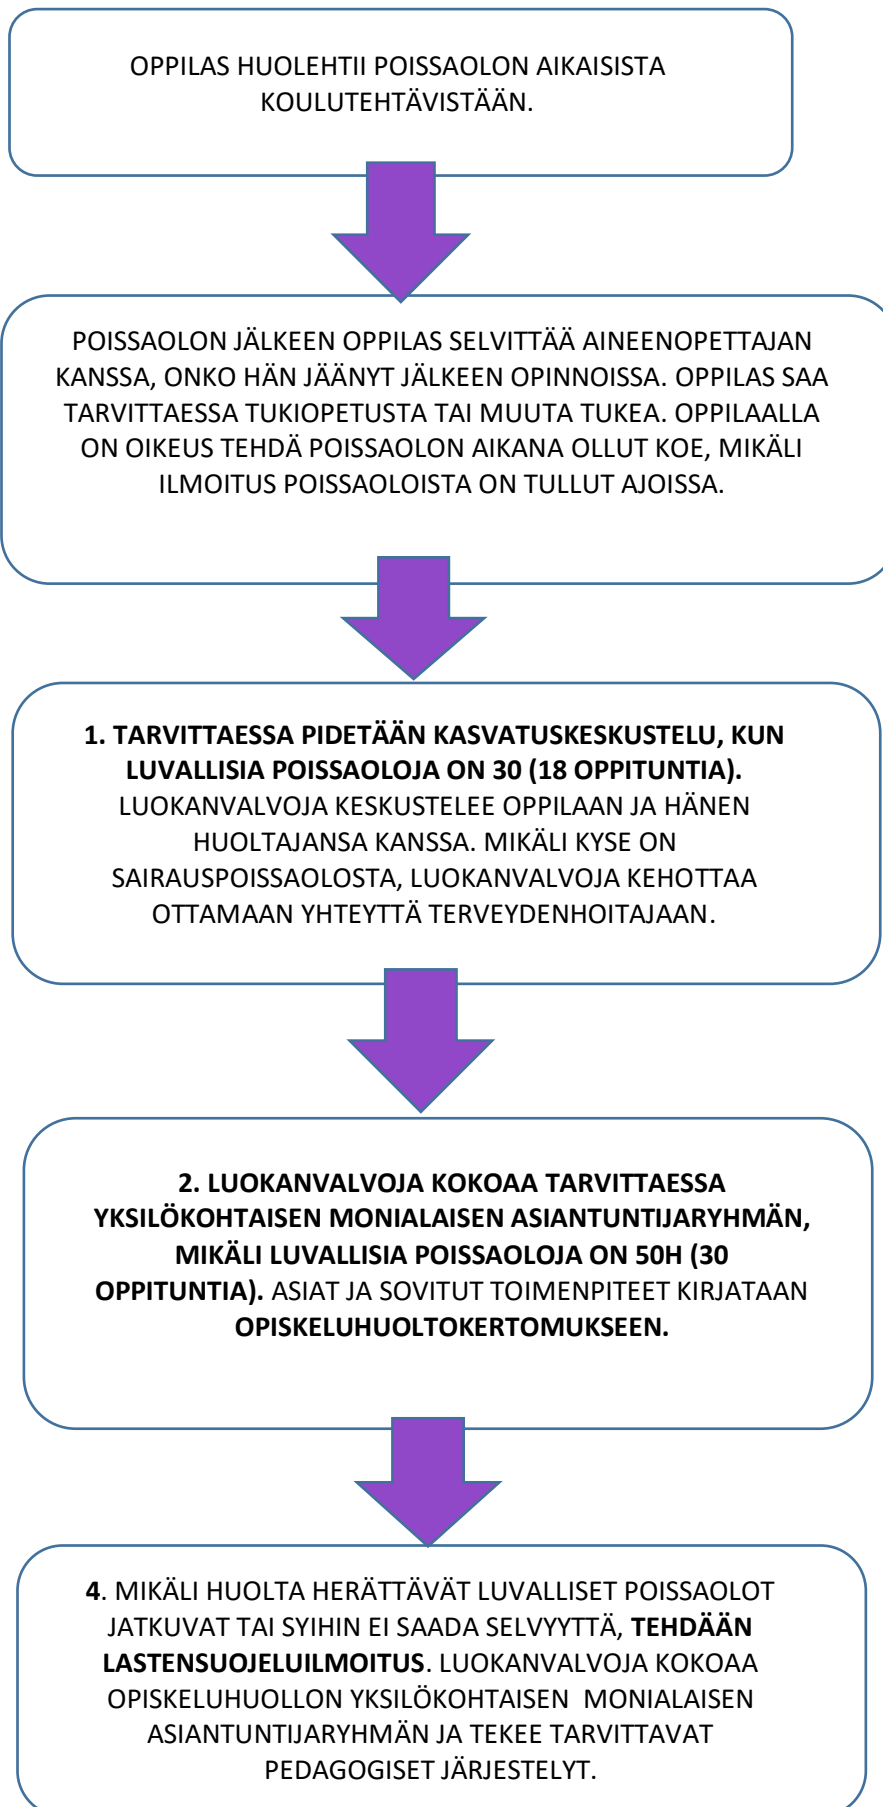 OPPILAS HUOLEHTII POISSAOLON AIKAISISTA
KOULUTEHTÄVISTÄÄN.
POISSAOLON JÄLKEEN OPPILAS SELVITTÄÄ AINEENOPETTAJAN
KANSSA, ONKO HÄN JÄÄNYT JÄLKEEN OPINNOISSA. OPPILAS SAA
TARVITTAESSA TUKIOPETUSTA TAI MUUTA TUKEA. OPPILAALLA
ON OIKEUS TEHDÄ POISSAOLON AIKANA OLLUT KOE, MIKÄLI
ILMOITUS POISSAOLOISTA ON TULLUT AJOISSA.
1. TARVITTAESSA PIDETÄÄN KASVATUSKESKUSTELU, KUN
LUVALLISIA POISSAOLOJA ON 30 (18 OPPITUNTIA).
LUOKANVALVOJA KESKUSTELEE OPPILAAN JA HÄNEN
HUOLTAJANSA KANSSA. MIKÄLI KYSE ON
SAIRAUSPOISSAOLOSTA, LUOKANVALVOJA KEHOTTAA
OTTAMAAN YHTEYTTÄ TERVEYDENHOITAJAAN.
2. LUOKANVALVOJA KOKOAA TARVITTAESSA
YKSILÖKOHTAISEN MONIALAISEN ASIANTUNTIJARYHMÄN,
MIKÄLI LUVALLISIA POISSAOLOJA ON 50H (30
OPPITUNTIA). ASIAT JA SOVITUT TOIMENPITEET KIRJATAAN
OPISKELUHUOLTOKERTOMUKSEEN.
4. MIKÄLI HUOLTA HERÄTTÄVÄT LUVALLISET POISSAOLOT
JATKUVAT TAI SYIHIN EI SAADA SELVYYTTÄ, TEHDÄÄN
LASTENSUOJELUILMOITUS. LUOKANVALVOJA KOKOAA
OPISKELUHUOLLON YKSILÖKOHTAISEN MONIALAISEN
ASIANTUNTIJARYHMÄN JA TEKEE TARVITTAVAT
PEDAGOGISET JÄRJESTELYT.